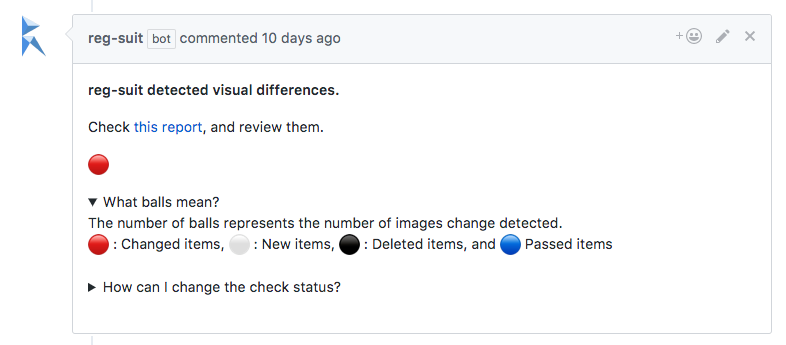 reg-suit bot commented 10 days ago
reg-suit detected visual differences.
Check this report, and review them.
What balls mean?
The number of balls represents the number of images change detected.
: Changed items, : New items, : Deleted items, and Passed items
How can I change the check status?